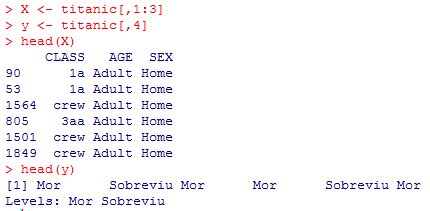 > X <- titanic[,1:3]
> y <- titanic[,4]
> head(X)
     CLASS   AGE  SEX
90      1a Adult Home
53      1a Adult Home
1564  crew Adult Home
805    3aa Adult Home
1501  crew Adult Home
1849  crew Adult Home
> head(y)
[1] Mor      Sobreviu Mor      Mor      Sobreviu Mor
Levels: Mor Sobreviu